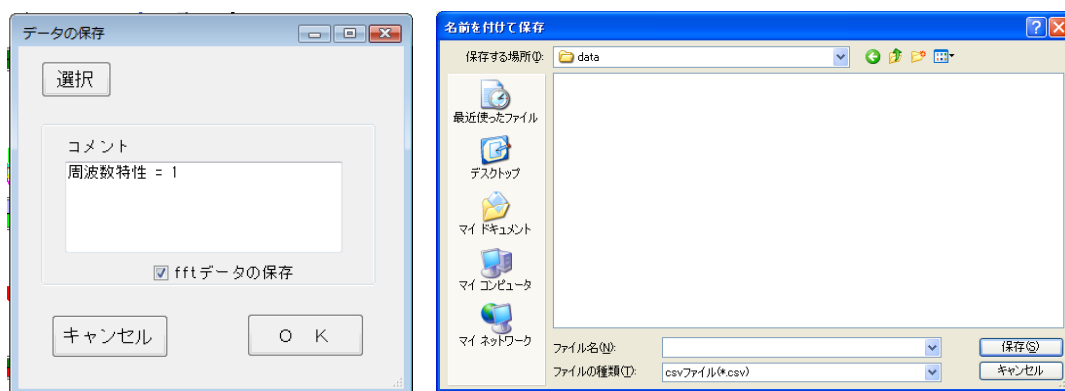 データの保存
選択
コメント
周波数特性 = 1
fftデータの保存
キャンセル
O K
名前を付けて保存
保存する場所(I):
data
最近使ったファイル
デスクトップ
マイ ドキュメント
マイ コンピュータ
マイ ネットワーク
ファイル名(N):
保存(S)
ファイルの種類(T):
csvファイル(*.csv)
キャンセル